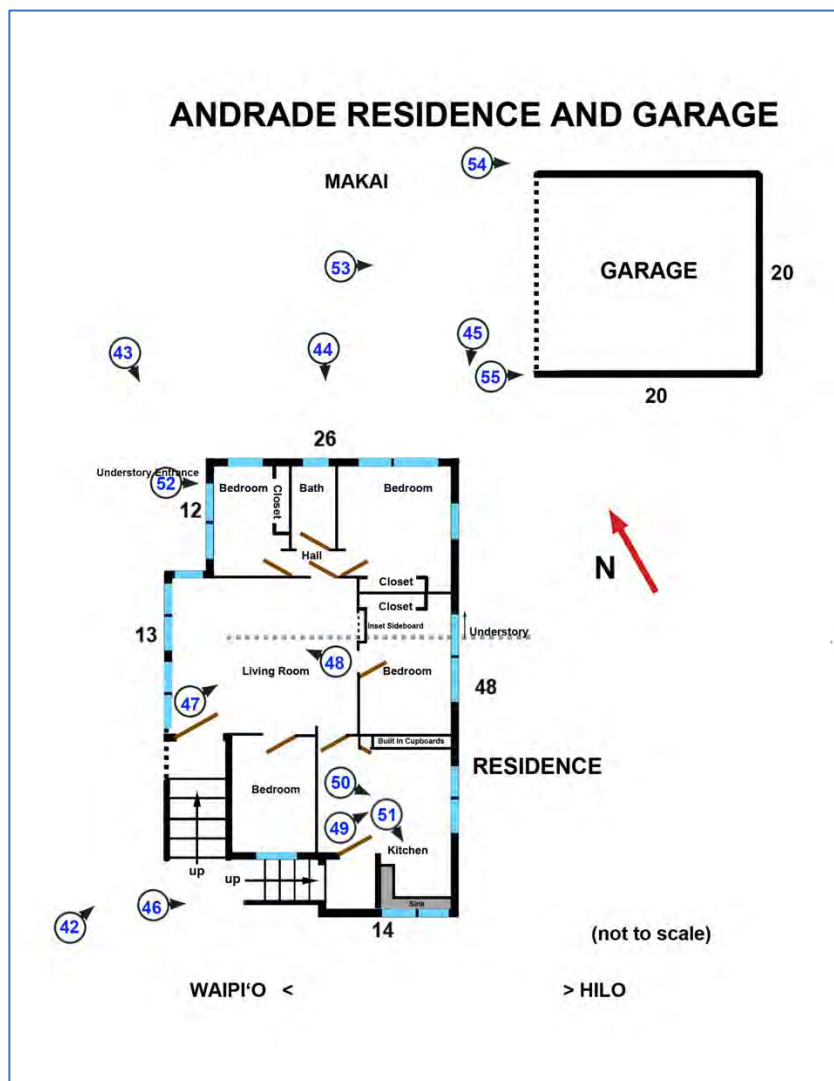 ANDRADE RESIDENCE AND GARAGE
54
MAKAI
53
GARAGE
20
43
44
45
55
20
26
Understory Entrance
52
Bedroom
Closet
Bath
Bedroom
12
Hall
N
Closet
Closet
Inset Sideboard
13
Understory
48
Living Room
Bedroom
48
47
Built In Cupboards
RESIDENCE
50
Bedroom
51
49
Kitchen
up
up
Sink
46
42
14
(not to scale)
WAIPI‘O <
> HILO